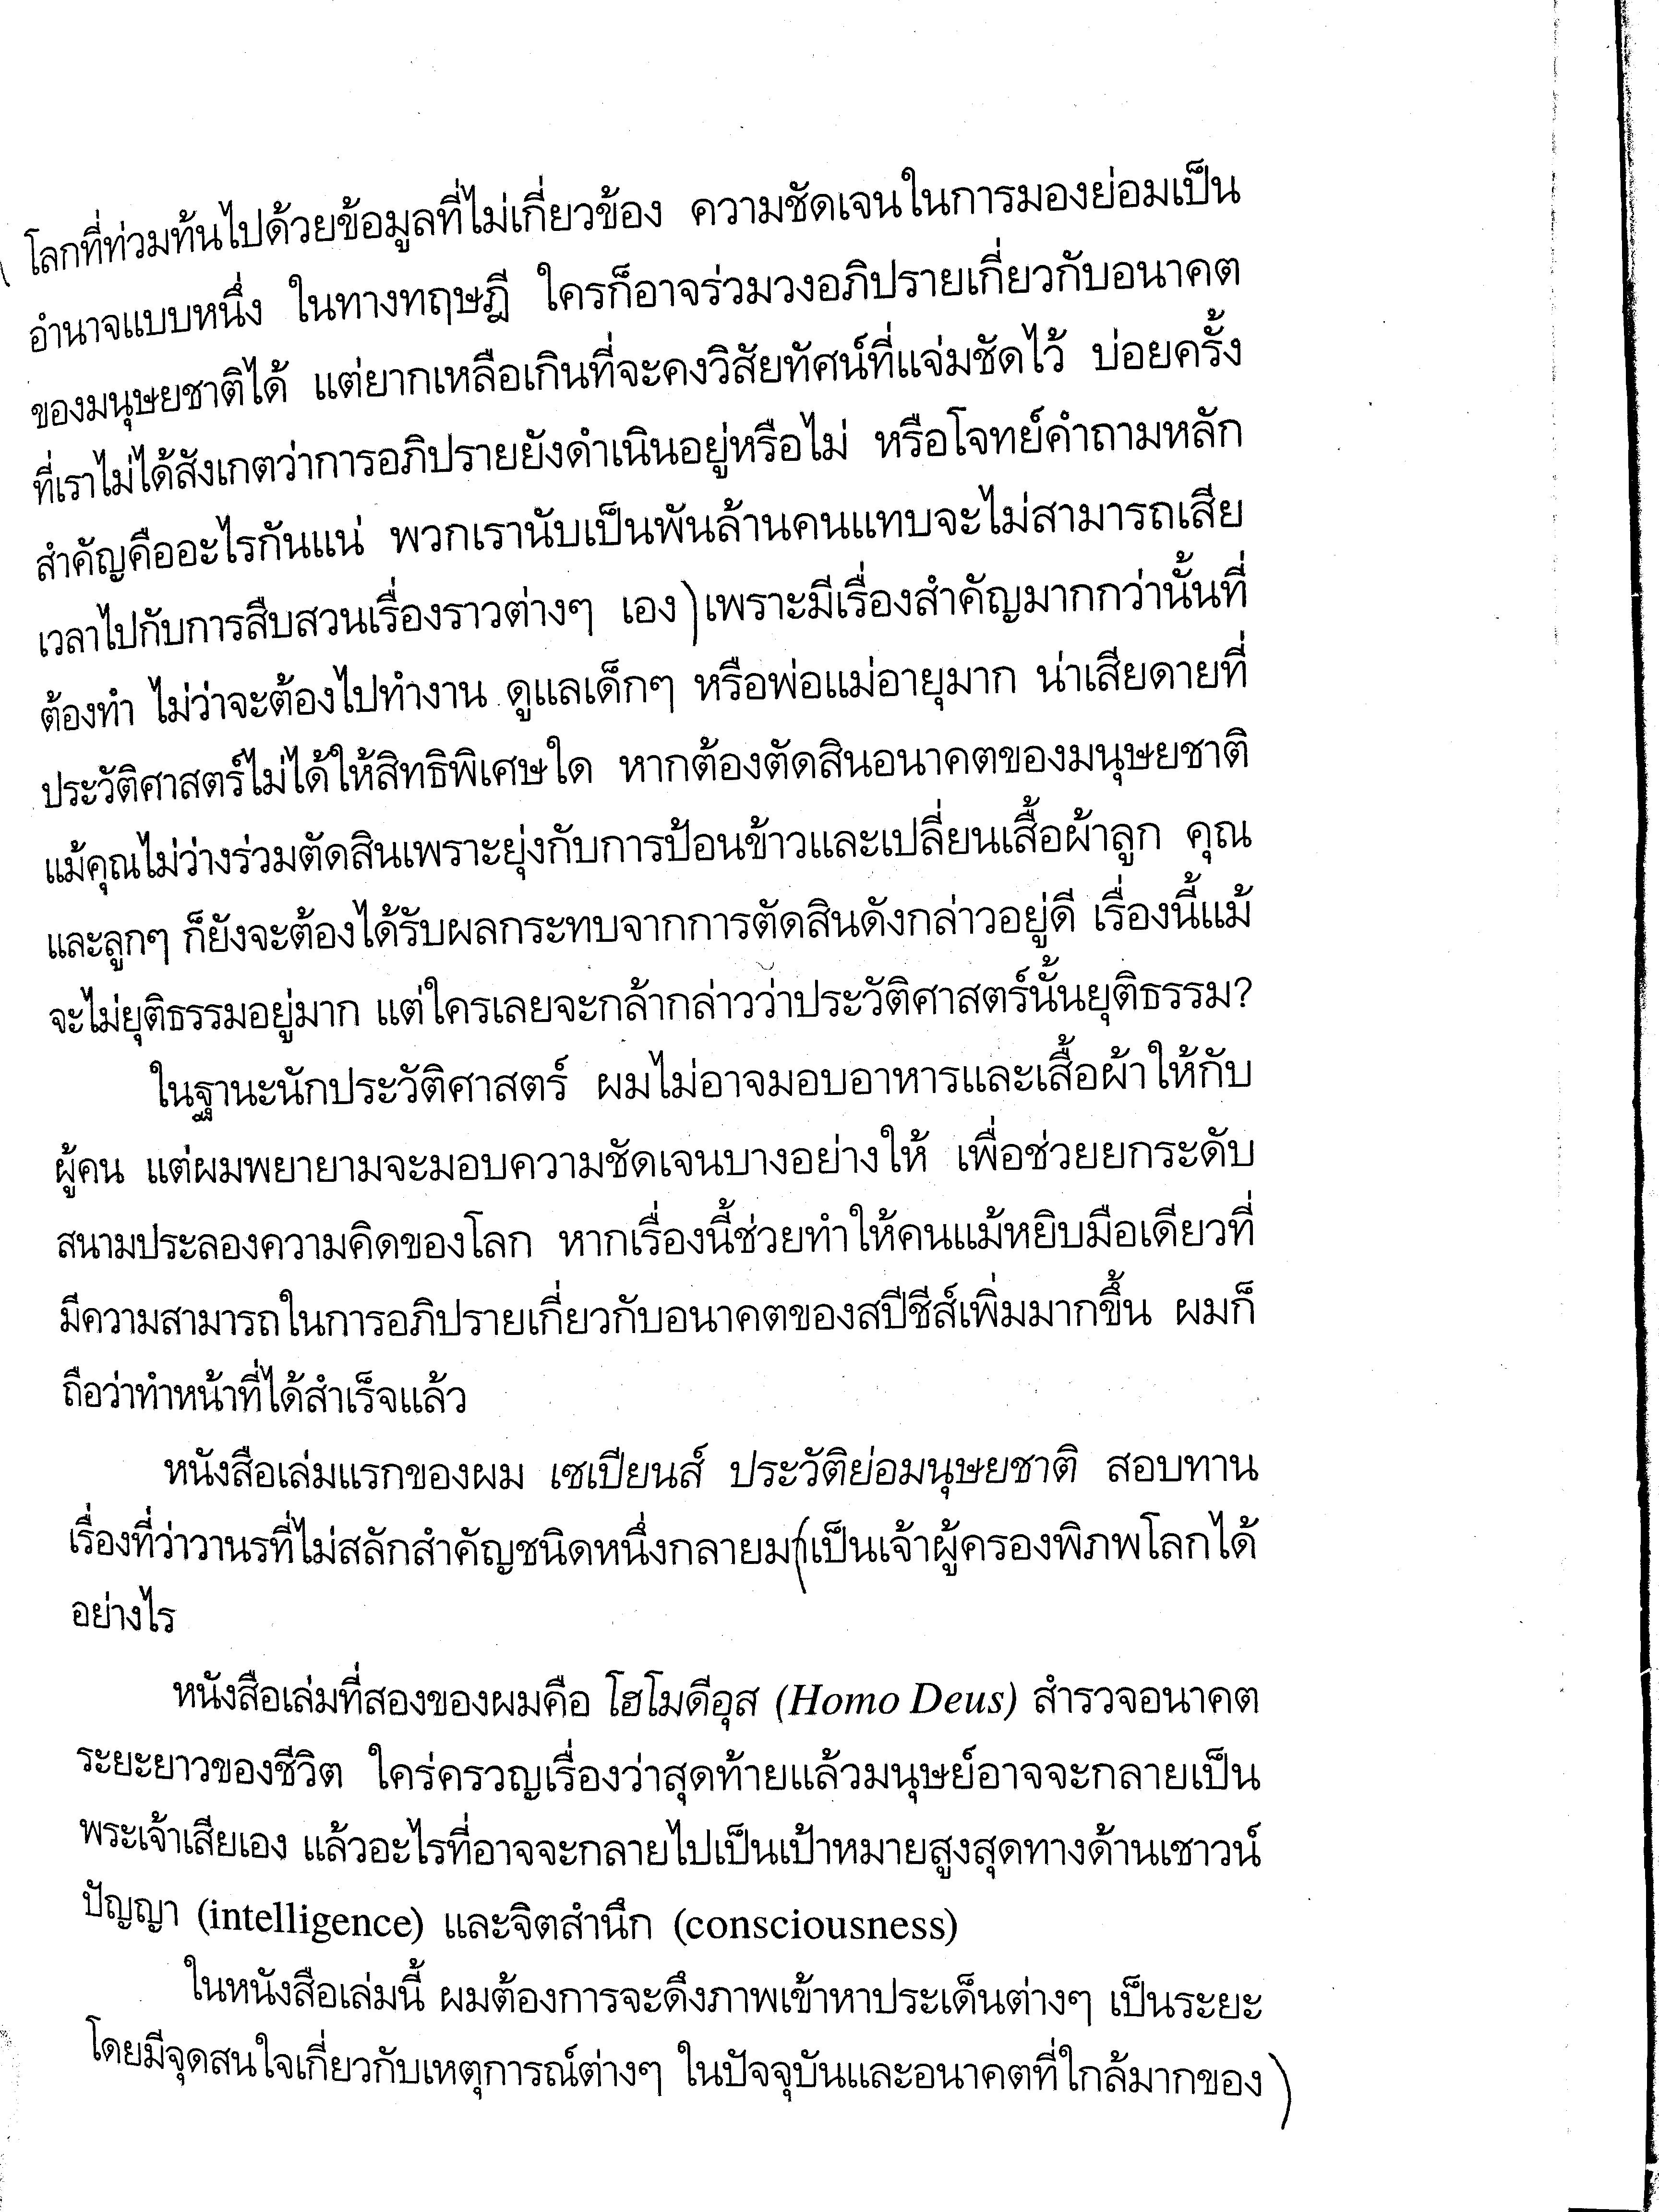 โลกที่ท่วมท้นไปด้วยข้อมูลที่ไม่เกี่ยวข้อง ความชัดเจนในการมองย่อมเป็น
อำนาจแบบหนึ่ง ในทางทฤษฎี ใครก็อาจร่วมวงอภิปรายเกี่ยวกับอนาคต
ของมนุษยชาติได้ แต่ยากเหลือเกินที่จะคงวิสัยทัศน์ที่แจ่มชัดไว้ บ่อยครั้ง
ที่เราไม่ได้สังเกตว่าการอภิปรายยังดำเนินอยู่หรือไม่ หรือโจทย์คำถามหลัก
สำคัญคืออะไรกันแน่ พวกเรานับเป็นพันล้านคนแทบจะไม่สามารถเสีย
เวลาไปกับการสืบสวนเรื่องราวต่างๆ เอง เพราะมีเรื่องสำคัญมากกว่านั้นที่
ต้องทำ ไม่ว่าจะต้องไปทำงาน ดูแลเด็กๆ หรือพ่อแม่อายุมาก น่าเสียดายที่
ประวัติศาสตร์ไม่ได้ให้สิทธิพิเศษใด หากต้องตัดสินอนาคตของมนุษยชาติ
แม้คุณไม่ว่างร่วมตัดสินเพราะยุ่งกับการป้อนข้าวและเปลี่ยนเสื้อผ้าลูก คุณ
และลูกๆ ก็ยังจะต้องได้รับผลกระทบจากการตัดสินดังกล่าวอยู่ดี เรื่องนี้แม้
จะไม่ยุติธรรมอยู่มาก แต่ใครเลยจะกล้ากล่าวว่าประวัติศาสตร์นั้นยุติธรรม?
ในฐานะนักประวัติศาสตร์ ผมไม่อาจมอบอาหารและเสื้อผ้าให้กับ
ผู้คน แต่ผมพยายามจะมอบความชัดเจนบางอย่างให้ เพื่อช่วยยกระดับ
สนามประลองความคิดของโลก หากเรื่องนี้ช่วยทำให้คนแม้หยิบมือเดียวที่
มีความสามารถในการอภิปรายเกี่ยวกับอนาคตของสปีชีส์เพิ่มมากขึ้น ผมก็
ถือว่าทำหน้าที่ได้สำเร็จแล้ว
หนังสือเล่มแรกของผม เซเปียนส์ ประวัติย่อมนุษยชาติ สอบทาน
เรื่องที่ว่าวานรที่ไม่สลักสำคัญชนิดหนึ่งกลายมาเป็นเจ้าผู้ครองพิภพโลกได้
อย่างไร
หนังสือเล่มที่สองของผมคือ โฮโมดีอุส (Homo Deus) สำรวจอนาคต
ระยะยาวของชีวิต ใคร่ครวญเรื่องว่าสุดท้ายแล้วมนุษย์อาจจะกลายเป็น
พระเจ้าเสียเอง แล้วอะไรที่อาจจะกลายไปเป็นเป้าหมายสูงสุดทางด้านเชาวน์
ปัญญา (intelligence) และจิตสำนึก (consciousness)
ในหนังสือเล่มนี้ ผมต้องการจะดึงภาพเข้าหาประเด็นต่างๆ เป็นระยะ
โดยมีจุดสนใจเกี่ยวกับเหตุการณ์ต่างๆ ในปัจจุบันและอนาคตที่ใกล้มากของ